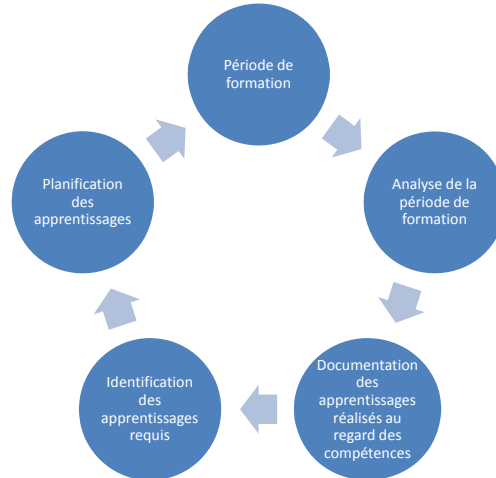 Période de
formation
Analyse de la
période de
formation
Documentation
des
apprentissages
réalisés au
regard des
compétences
Identification
des
apprentissages
requis
Planification
des
apprentissages